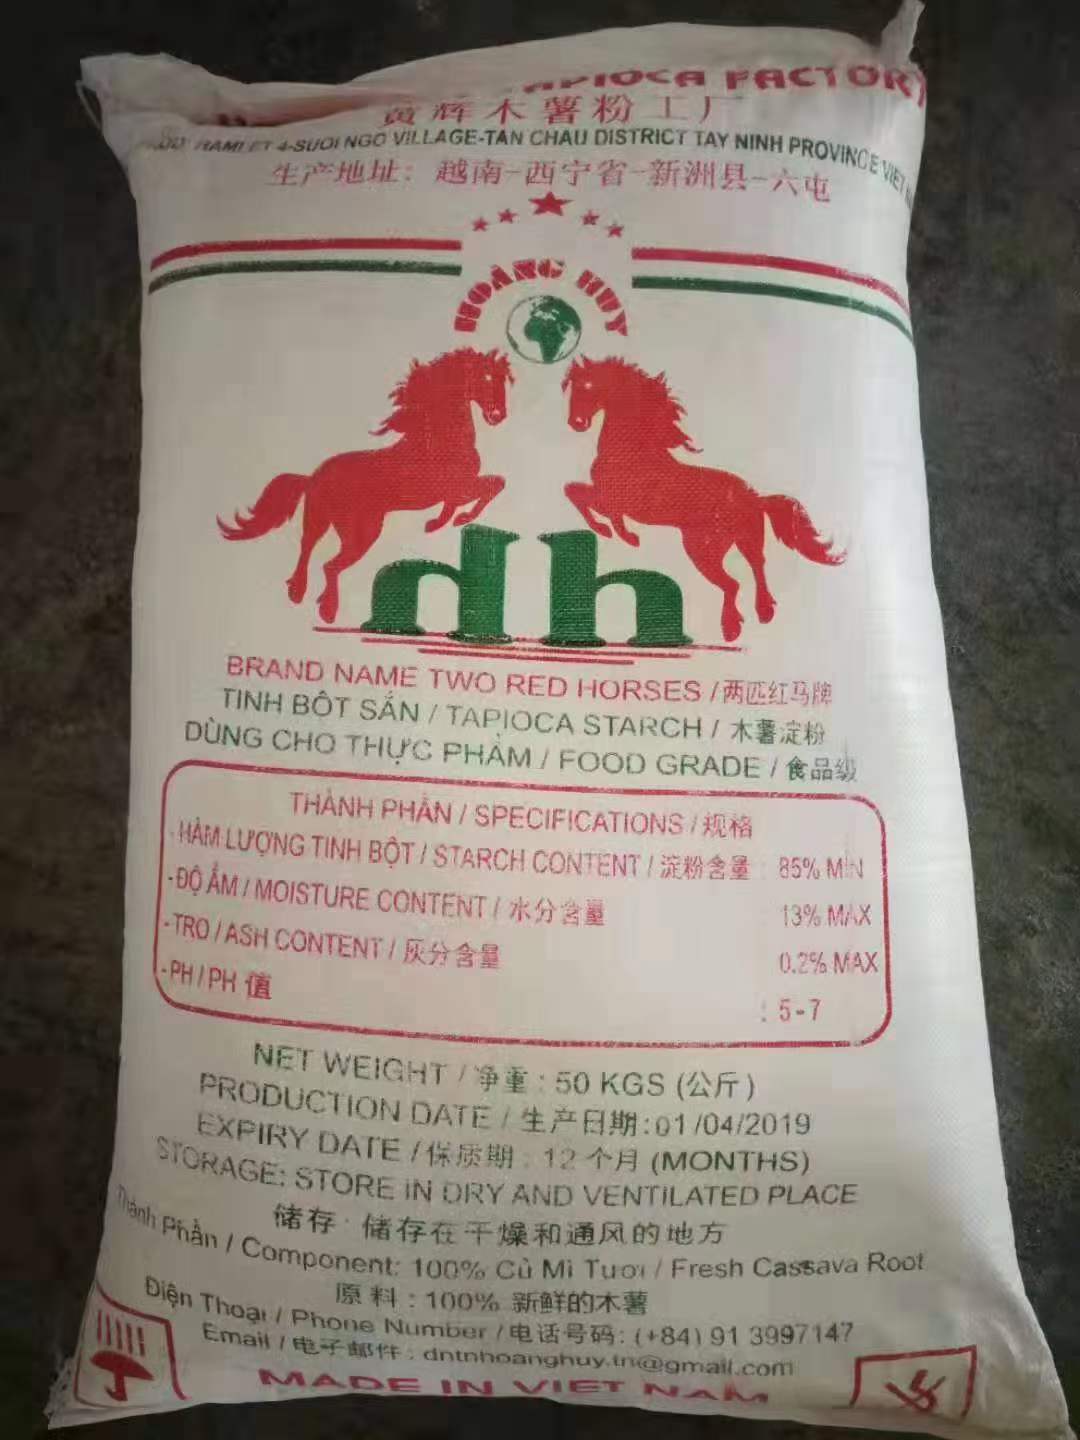 TAPIOCA FACTORY
黄辉木薯粉工厂
HAMLET 4-SUOI NGO VILLAGE-TAN CHAU DISTRICT TAY NINH PROVINCE VIET
生产地址：越南-西宁省-新洲县-六屯
HOÀNG HUY
dh
BRAND NAME TWO RED HORSES / 两匹红马牌
TINH BỘT SẮN / TAPIOCA STARCH / 木薯淀粉
DÙNG CHO THỰC PHẨM / FOOD GRADE / 食品级
THÀNH PHẦN / SPECIFICATIONS / 规格
-HÀM LƯỢNG TINH BỘT / STARCH CONTENT / 淀粉含量 : 85% MIN
-ĐỘ ẨM / MOISTURE CONTENT / 水分含量 : 13% MAX
-TRO / ASH CONTENT / 灰分含量 0.2% MAX
-PH / PH 值 : 5-7
NET WEIGHT / 净重 : 50 KGS (公斤)
PRODUCTION DATE / 生产日期: 01/04/2019
EXPIRY DATE / 保质期 : 12 个月 (MONTHS)
STORAGE: STORE IN DRY AND VENTILATED PLACE
储存 : 储存在干燥和通风的地方
Thành Phần / Component: 100% Củ Mì Tươi / Fresh Cassava Root
原料 : 100% 新鲜的木薯
Điện Thoại / Phone Number / 电话号码: (+84) 91 3997147
Email / 电子邮件 : dntnhoanghuy.tn@gmail.com
MADE IN VIET NAM